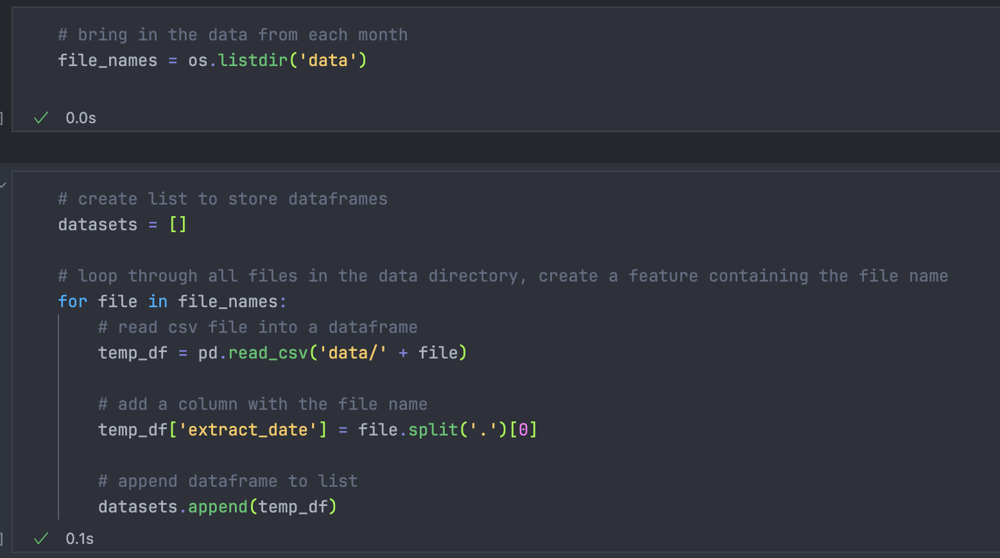 # bring in the data from each month
file_names = os.listdir('data')
] ✓ 0.0s
# create list to store dataframes
datasets = []
# loop through all files in the data directory, create a feature containing the file name
for file in file_names:
# read csv file into a dataframe
temp_df = pd.read_csv('data/' + file)
# add a column with the file name
temp_df['extract_date'] = file.split('.')[0]
# append dataframe to list
datasets.append(temp_df)
] ✓ 0.1s